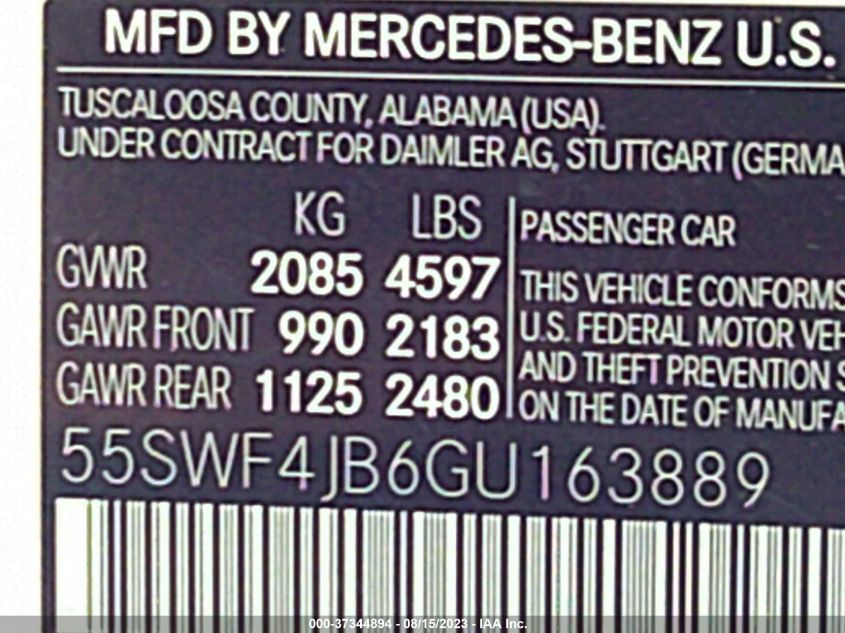 MFD BY MERCEDES-BENZ U.S.
TUSCALOOSA COUNTY, ALABAMA (USA).
UNDER CONTRACT FOR DAIMLER AG, STUTTGART (GERMA
KG LBS
GVWR 2085 4597
GAWR FRONT 990 2183
GAWR REAR 1125 2480
PASSENGER CAR
THIS VEHICLE CONFORMS
U.S. FEDERAL MOTOR VEH
AND THEFT PREVENTION S
ON THE DATE OF MANUFA
55SWF4JB6GU163889
000-37344894 - 08/15/2023 - IAA Inc.